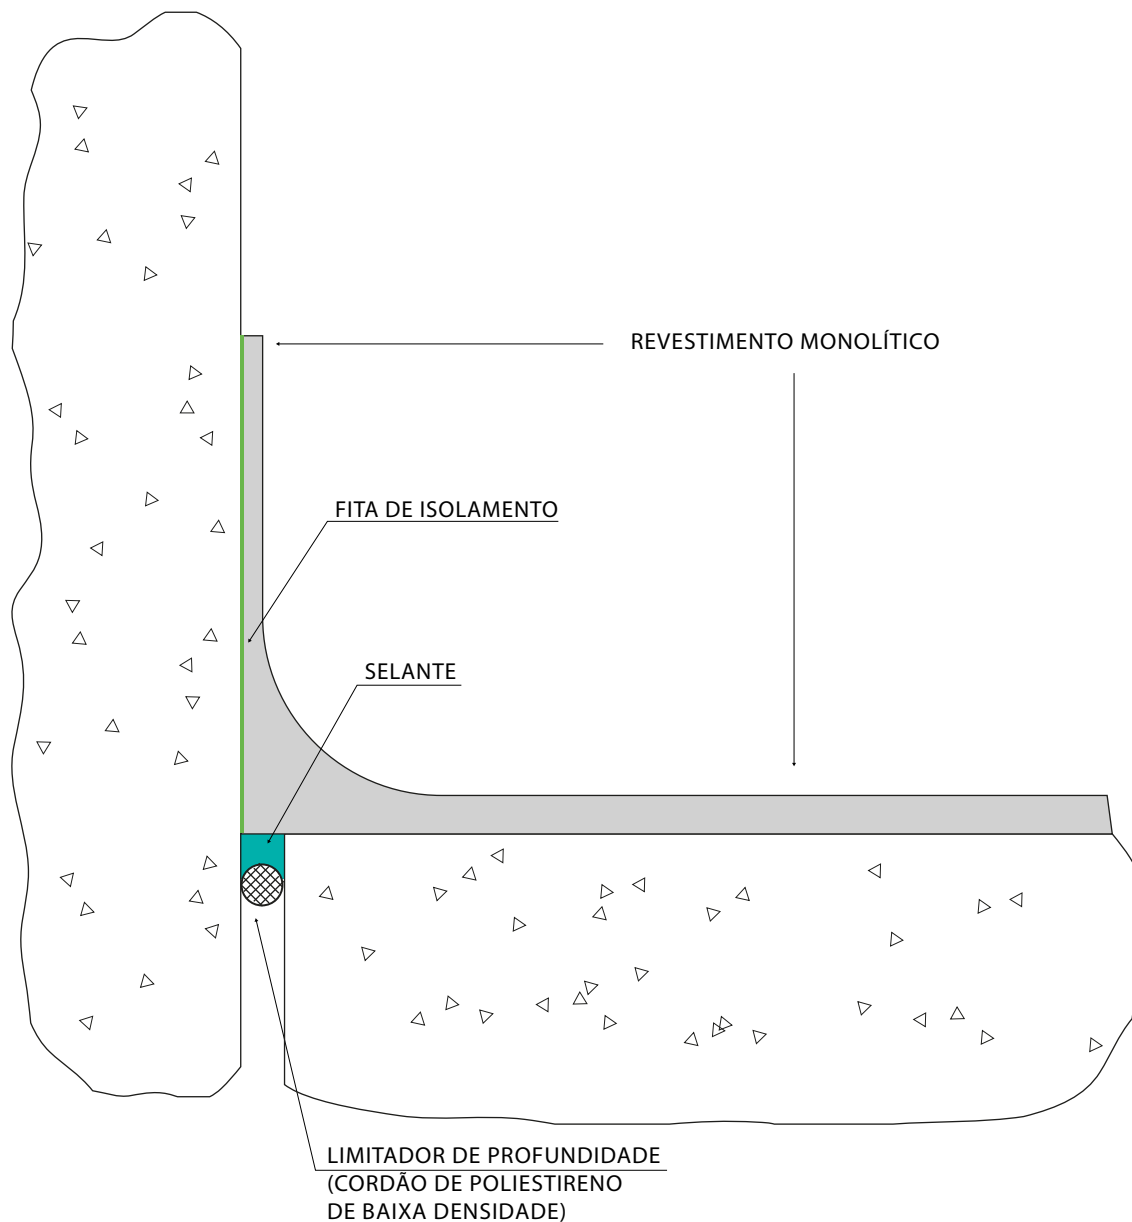 REVESTIMENTO MONOLÍTICO
FITA DE ISOLAMENTO
SELANTE
LIMITADOR DE PROFUNDIDADE
(CORDÃO DE POLIESTIRENO
DE BAIXA DENSIDADE)